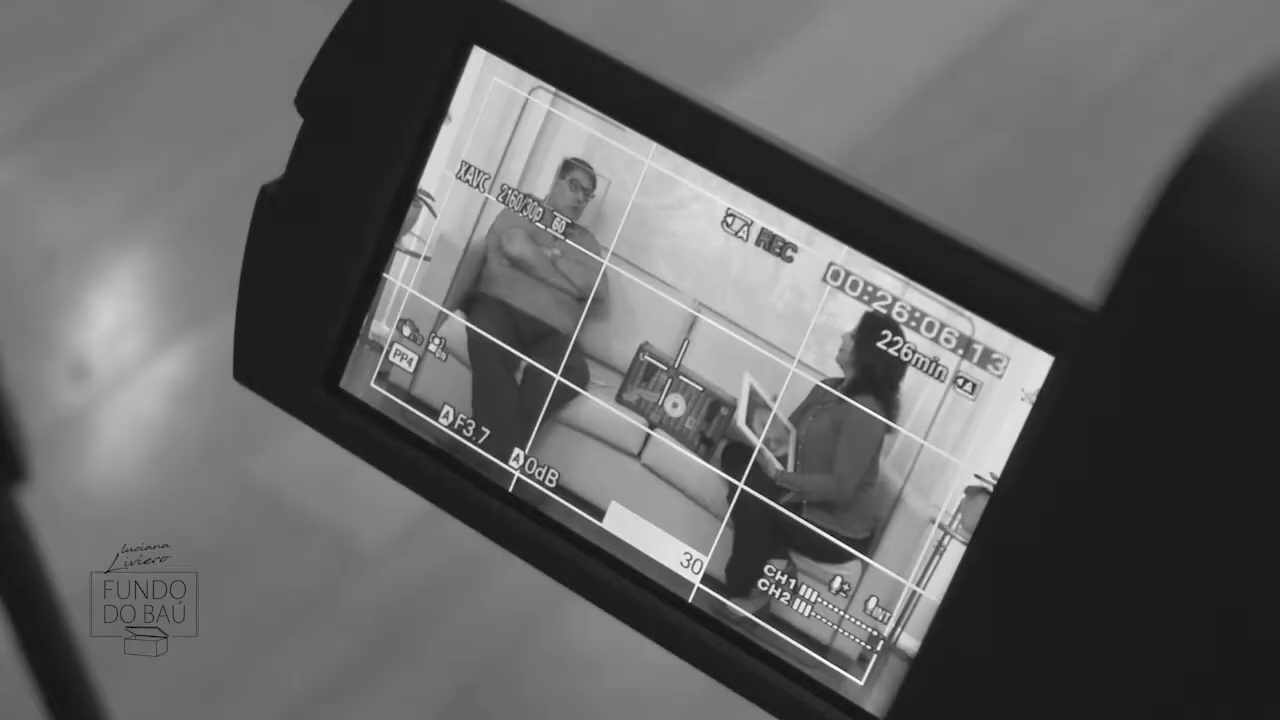 XAVC 2160/30p 60
A REC
00:26:06.13
226min A
PP4
A F3.7
A 0dB
30
CH1
CH2
INT
luciana
Liviero
FUNDO
DO BAÚ